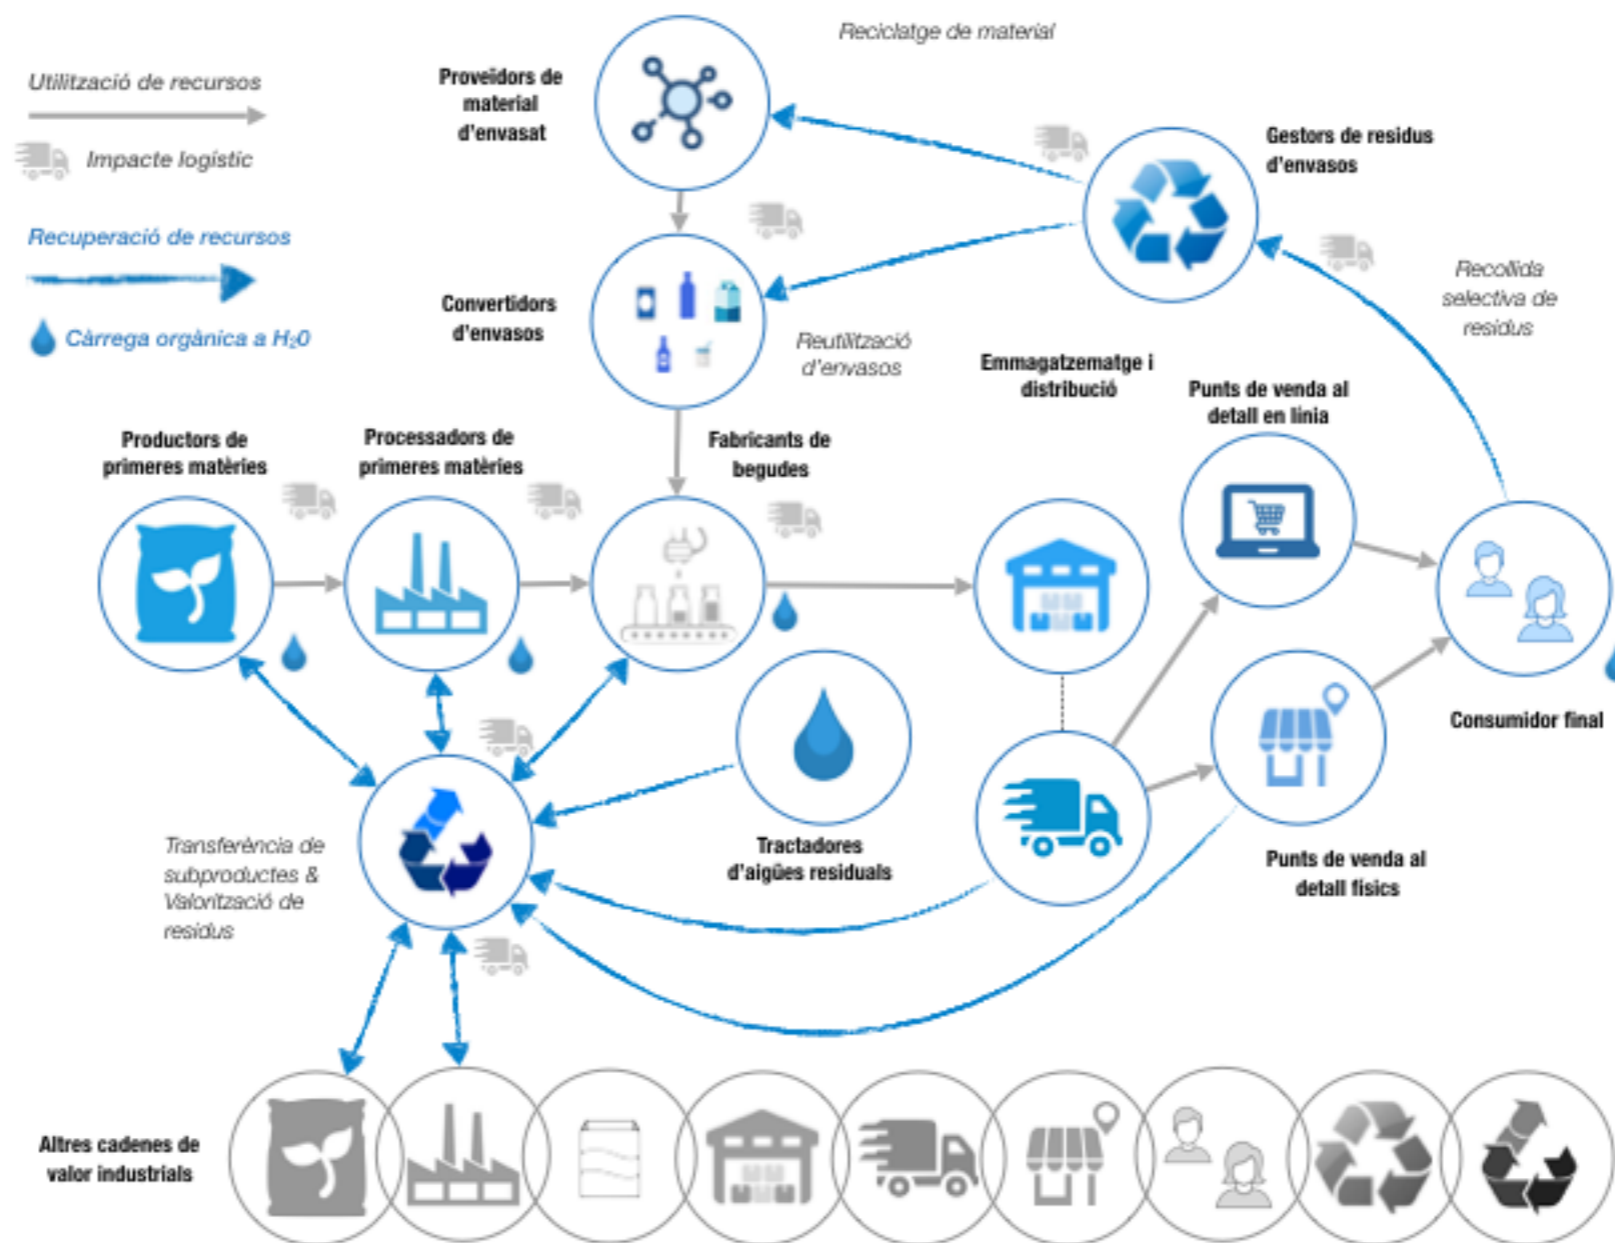 Utilització de recursos
Impacte logístic
Recuperació de recursos
Càrrega orgànica a H₂0
Proveïdors de
material
d'envasat
Reciclatge de material
Gestors de residus
d'envasos
Convertidors
d'envasos
Reutilització
d'envasos
Recollida
selectiva de
residus
Emmagatzematge i
distribució
Punts de venda al
detall en línia
Productors de
primeres matèries
Processadors de
primeres matèries
Fabricants de
begudes
Consumidor final
Transferència de
subproductes &
Valorització de
residus
Tractadores
d'aigües residuals
Punts de venda al
detall físics
Altres cadenes de
valor industrials